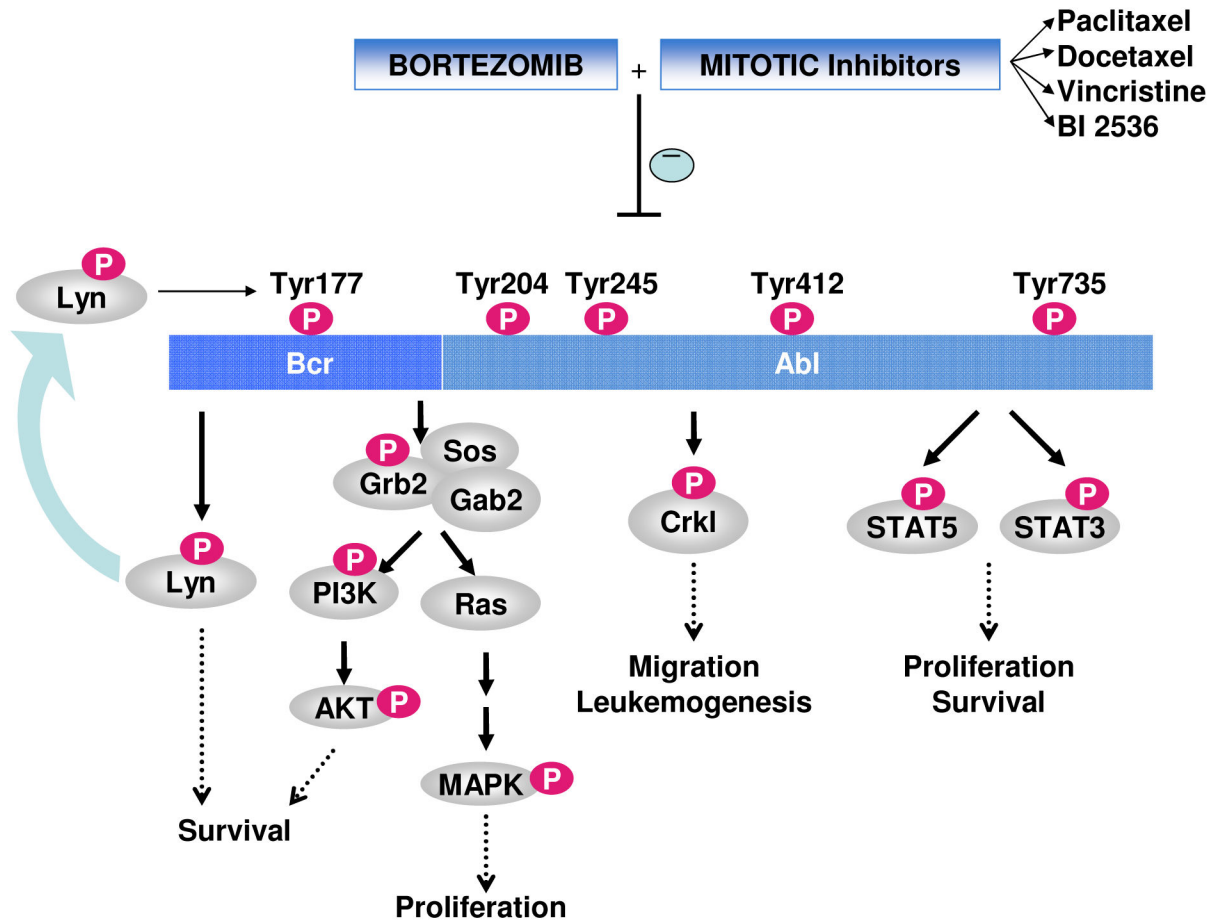 Paclitaxel
BORTEZOMIB + MITOTIC Inhibitors
Docetaxel
Vincristine
BI 2536
–
P
Lyn
Tyr177 Tyr204 Tyr245 Tyr412 Tyr735
P P P P P
Bcr Abl
P
Grb2
Sos
Gab2
P
Crkl
P
STAT5
P
STAT3
P
Lyn
P
PI3K
Ras
Migration
Leukemogenesis
Proliferation
Survival
AKT P
MAPK P
Survival
Proliferation